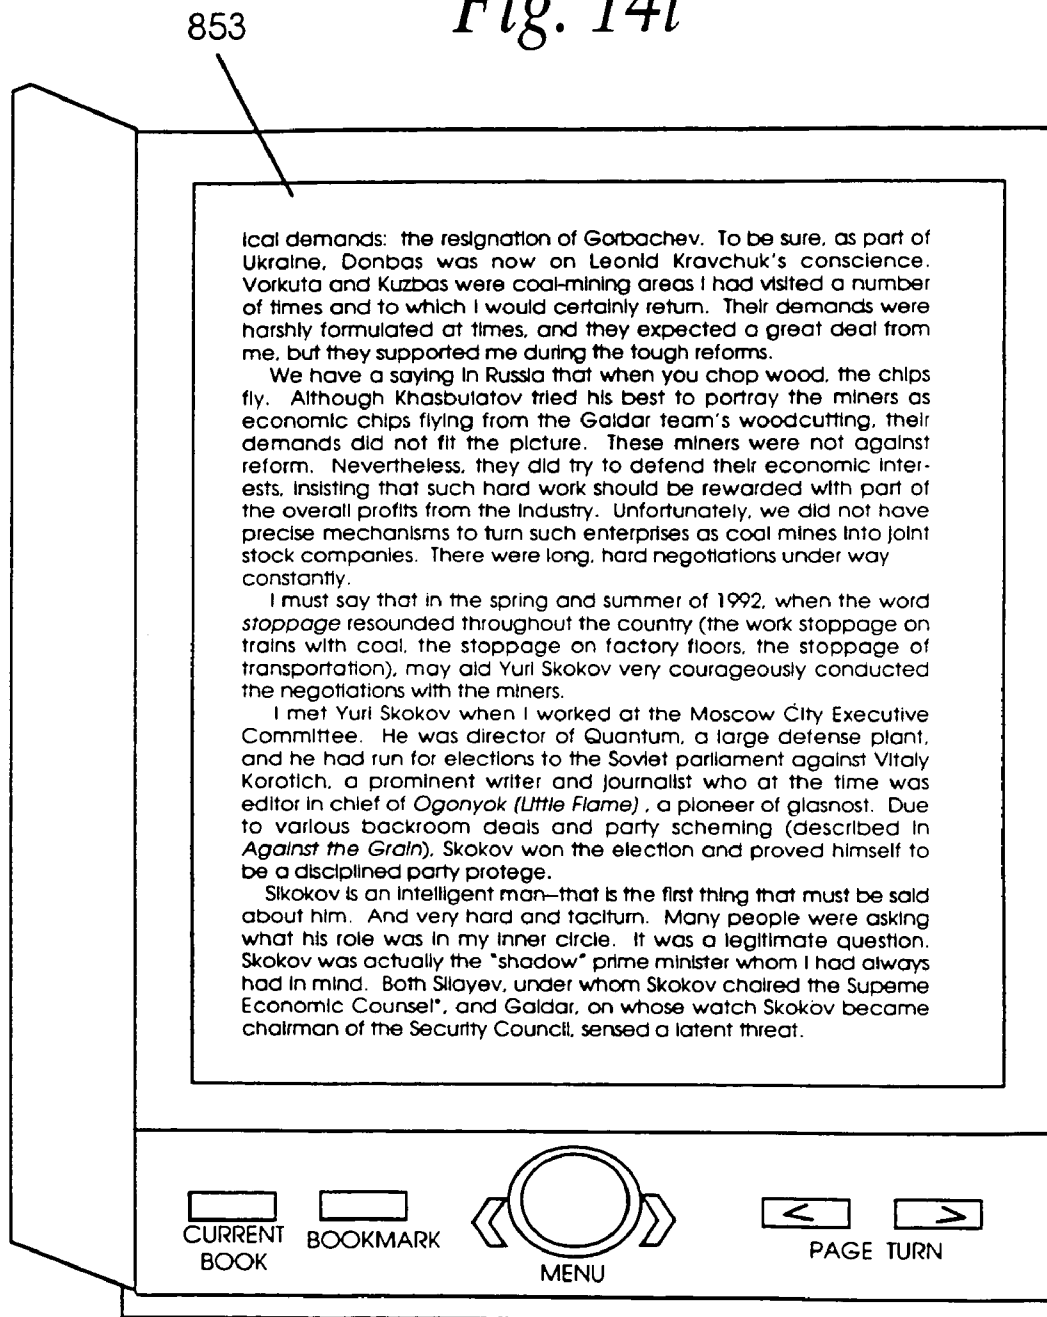 Fig. 14i
853
ical demands: the resignation of Gorbachev. To be sure, as part of
Ukraine, Donbas was now on Leonid Kravchuk's conscience.
Vorkuta and Kuzbas were coal-mining areas I had visited a number
of times and to which I would certainly return. Their demands were
harshly formulated at times, and they expected a great deal from
me, but they supported me during the tough reforms.
We have a saying in Russia that when you chop wood, the chips
fly. Although Khasbulatov tried his best to portray the miners as
economic chips flying from the Gaidar team's woodcutting, their
demands did not fit the picture. These miners were not against
reform. Nevertheless, they did try to defend their economic inter-
ests, insisting that such hard work should be rewarded with part of
the overall profits from the industry. Unfortunately, we did not have
precise mechanisms to turn such enterprises as coal mines into joint
stock companies. There were long, hard negotiations under way
constantly.
I must say that in the spring and summer of 1992, when the word
stoppage resounded throughout the country (the work stoppage on
trains with coal, the stoppage on factory floors, the stoppage of
transportation), may aid Yuri Skokov very courageously conducted
the negotiations with the miners.
I met Yuri Skokov when I worked at the Moscow City Executive
Committee. He was director of Quantum, a large defense plant,
and he had run for elections to the Soviet parliament against Vitaly
Korotich, a prominent writer and journalist who at the time was
editor in chief of Ogonyok (Little Flame) , a pioneer of glasnost. Due
to various backroom deals and party scheming (described in
Against the Grain), Skokov won the election and proved himself to
be a disciplined party protege.
Sikokov is an intelligent man—that is the first thing that must be said
about him. And very hard and taciturn. Many people were asking
what his role was in my inner circle. It was a legitimate question.
Skokov was actually the "shadow" prime minister whom I had always
had in mind. Both Silayev, under whom Skokov chaired the Supeme
Economic Counsel", and Gaidar, on whose watch Skokov became
chairman of the Security Council, sensed a latent threat.
CURRENT BOOK
BOOKMARK
MENU
< >
PAGE TURN